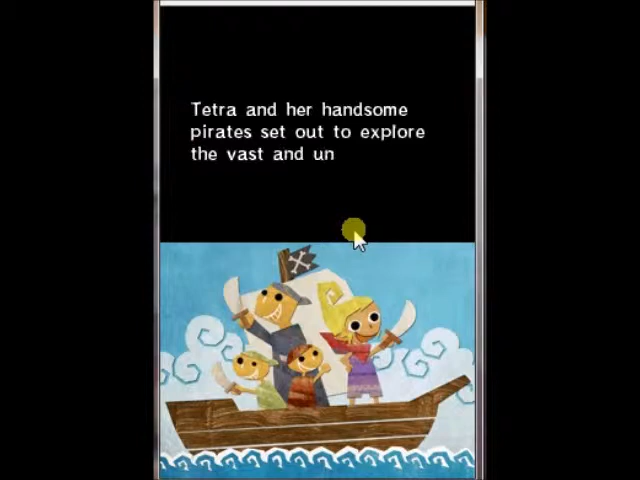 Tetra and her handsome
pirates set out to explore
the vast and un